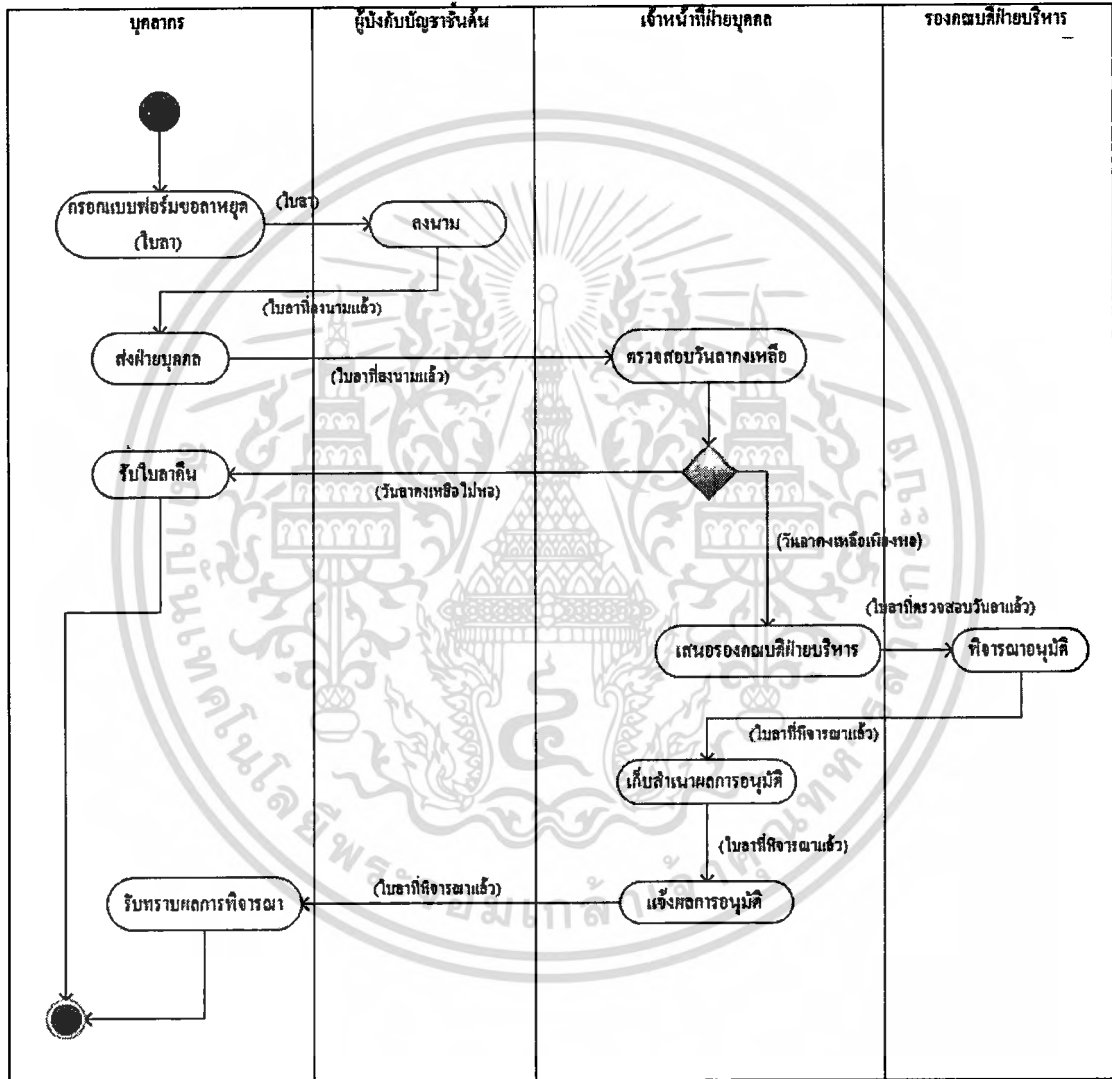 บุคลากร
ผู้บังคับบัญชาชั้นต้น
เจ้าหน้าที่ฝ่ายบุคคล
รองคณบดีฝ่ายบริหาร
กรอกแบบฟอร์มขอลาหยุด
(ใบลา)
(ใบลา)
ลงนาม
(ใบลาที่ลงนามแล้ว)
ส่งฝ่ายบุคคล
(ใบลาที่ลงนามแล้ว)
ตรวจสอบวันลาคงเหลือ
รับใบลาคืน
(วันลาคงเหลือไม่พอ)
(วันลาคงเหลือเพียงพอ)
(ใบลาที่ตรวจสอบวันลาแล้ว)
เสนอรองคณบดีฝ่ายบริหาร
พิจารณาอนุมัติ
(ใบลาที่พิจารณาแล้ว)
เก็บสำเนาผลการอนุมัติ
(ใบลาที่พิจารณาแล้ว)
(ใบลาที่พิจารณาแล้ว)
รับทราบผลการพิจารณา
แจ้งผลการอนุมัติ